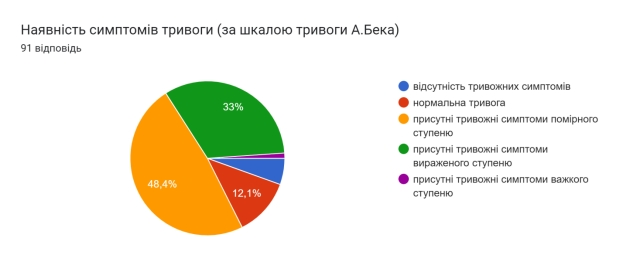 Наявність симптомів тривоги (за шкалою тривоги А.Бека)
91 відповідь
33%
48,4%
12,1%
відсутність тривожних симптомів
нормальна тривога
присутні тривожні симптоми помірного
ступеню
присутні тривожні симптоми
вираженого ступеню
присутні тривожні симптоми важкого
ступеню